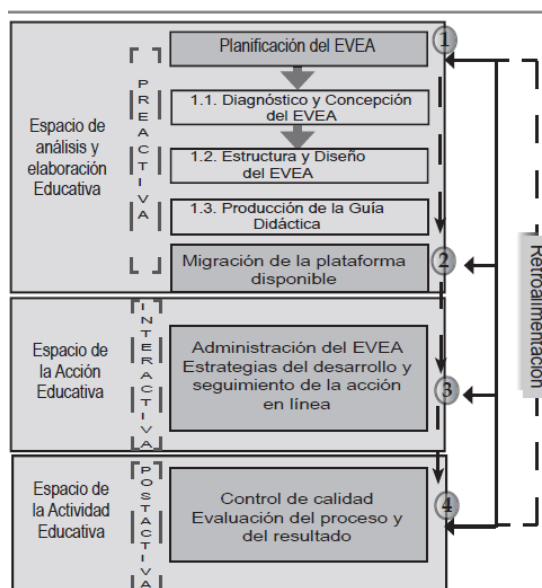 Planificación del EVEA
1
Espacio de
análisis y
elaboración
Educativa
PREACTIVA
1.1. Diagnóstico y Concepción
del EVEA
1.2. Estructura y Diseño
del EVEA
1.3. Producción de la Guía
Didáctica
Migración de la plataforma
disponible
2
Espacio de
la Acción
Educativa
INTERACTIVA
Administración del EVEA
Estrategias del desarrollo y
seguimiento de la acción
en línea
3
Espacio de
la Actividad
Educativa
POSTACTIVA
Control de calidad
Evaluación del proceso y
del resultado
4
Retroalimentación